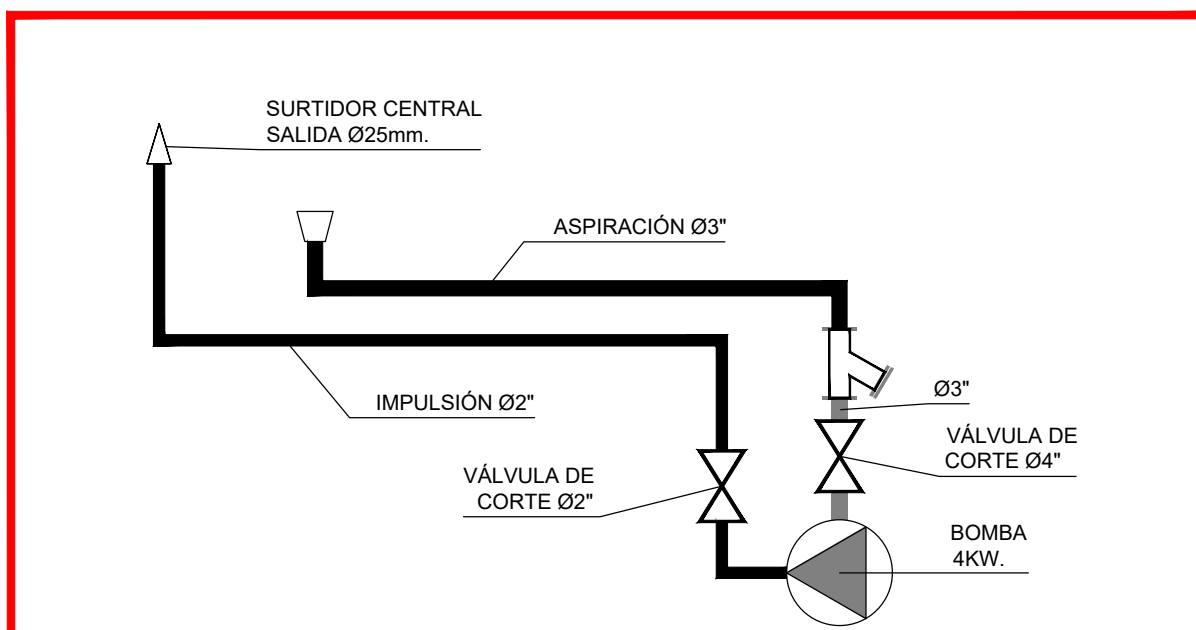 SURTIDOR CENTRAL
SALIDA Ø25mm.
ASPIRACIÓN Ø3"
IMPULSIÓN Ø2"
Ø3"
VÁLVULA DE
CORTE Ø4"
VÁLVULA DE
CORTE Ø2"
BOMBA
4KW.